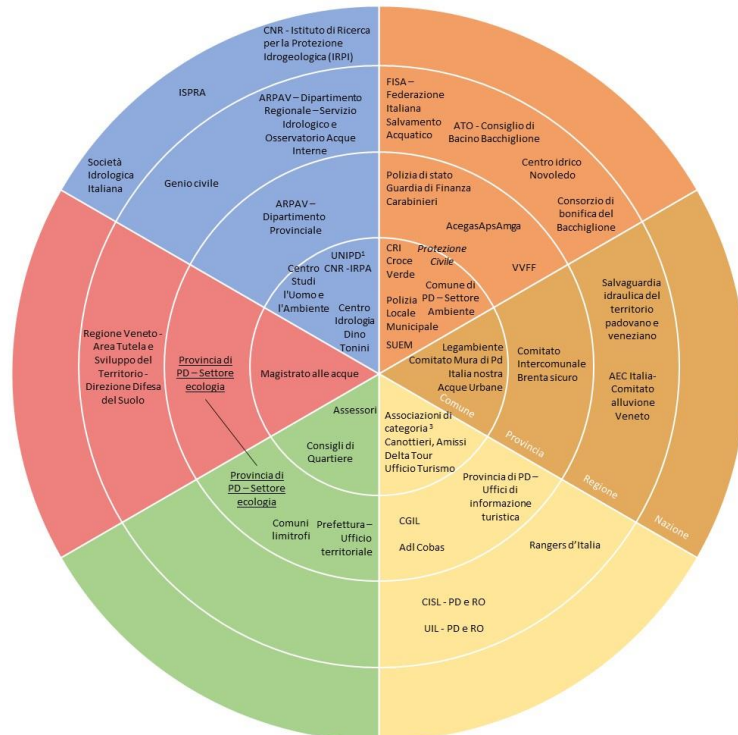 CNR - Istituto di Ricerca
per la Protezione
Idrogeologica (IRPI)
ISPRA
ARPAV – Dipartimento
Regionale – Servizio
Idrologico e
Osservatorio Acque
Interne
Società
Idrologica
Italiana
Genio civile
ARPAV –
Dipartimento
Provinciale
UNIPD¹
CNR -IRPA
Centro
Studi
l'Uomo e
l'Ambiente
Centro
Idrologia
Dino
Tonini
FISA –
Federazione
Italiana
Salvamento
Acquatico
ATO - Consiglio di
Bacino Bacchiglione
Centro idrico
Novoledo
Consorzio di
bonifica del
Bacchiglione
Polizia di stato
Guardia di Finanza
Carabinieri
AcegasApsAmga
VVFF
CRI
Croce
Verde
Protezione
Civile
Comune di
PD – Settore
Ambiente
Polizia
Locale
Municipale
SUEM
Salvaguardia
idraulica del
territorio
padovano e
veneziano
AEC Italia-
Comitato
alluvione
Veneto
Comitato
Intercomunale
Brenta sicuro
Legambiente
Comitato Mura di Pd
Italia nostra
Acque Urbane
Comune
Provincia
Regione
Nazione
Regione Veneto -
Area Tutela e
Sviluppo del
Territorio -
Direzione Difesa
del Suolo
Provincia di
PD – Settore
ecologia
Magistrato alle acque
Assessori
Consigli di
Quartiere
Provincia di
PD – Settore
ecologia
Comuni
limitrofi
Prefettura –
Ufficio
territoriale
Associazioni di
categoria ³
Canottieri, Amissi
Delta Tour
Ufficio Turismo
Provincia di PD –
Uffici di
informazione
turistica
CGIL
Adl Cobas
Rangers d'Italia
CISL - PD e RO
UIL - PD e RO